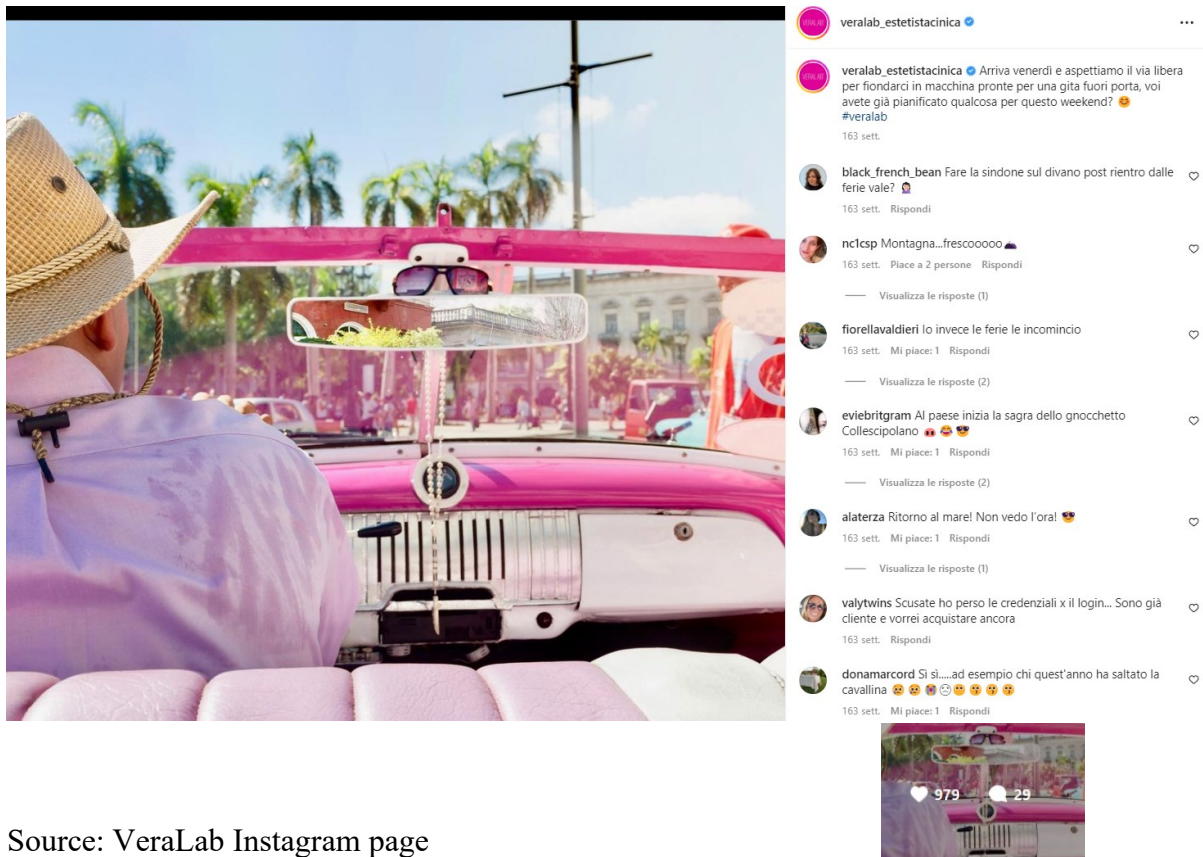 veralab_estetistacinica
veralab_estetistacinica Arriva venerdì e aspettiamo il via libera
per fiondarci in macchina pronte per una gita fuori porta, voi
avete già pianificato qualcosa per questo weekend? 😊
#veralab
163 sett.
black_french_bean Fare la sindone sul divano post rientro dalle
ferie vale? 🤦🏻‍♀️
163 sett. Rispondi
nc1csp Montagna...frescooooo🏔
163 sett. Piace a 2 persone Rispondi
Visualizza le risposte (1)
fiorellavaldieri Io invece le ferie le incomincio
163 sett. Mi piace: 1 Rispondi
Visualizza le risposte (2)
eviebritgram Al paese inizia la sagra dello gnocchetto
Collescipolano 🐽 😂 😎
163 sett. Mi piace: 1 Rispondi
Visualizza le risposte (2)
alaterza Ritorno al mare! Non vedo l'ora! 😎
163 sett. Mi piace: 1 Rispondi
Visualizza le risposte (1)
valytwins Scusate ho perso le credenziali x il login... Sono già
cliente e vorrei acquistare ancora
163 sett. Rispondi
donamarcord Sì sì.....ad esempio chi quest'anno ha saltato la
cavallina
163 sett. Mi piace: 1 Rispondi
979 29
Source: VeraLab Instagram page